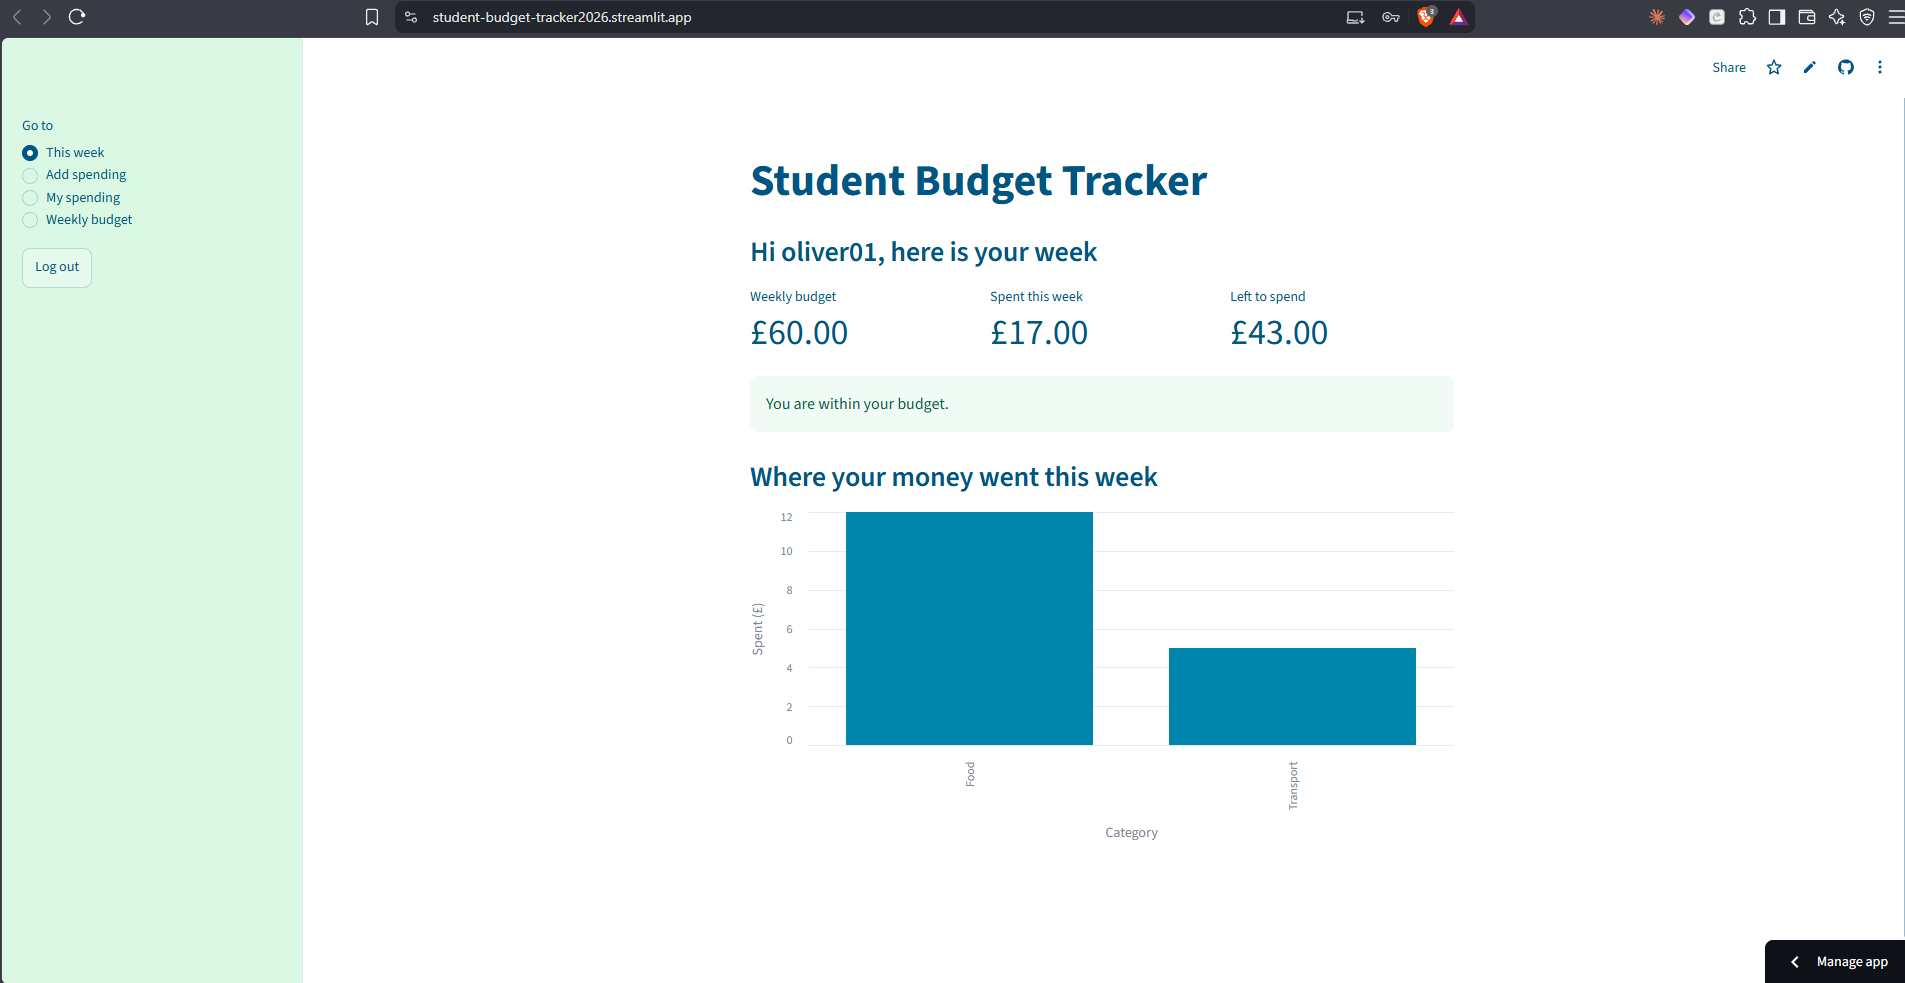 student-budget-tracker2026.streamlit.app
3
Share
Go to
This week
Add spending
My spending
Weekly budget
Log out
Student Budget Tracker
Hi oliver01, here is your week
Weekly budget
Spent this week
Left to spend
£60.00
£17.00
£43.00
You are within your budget.
Where your money went this week
12
10
8
6
4
2
0
Spent (£)
Food
Transport
Category
Manage app